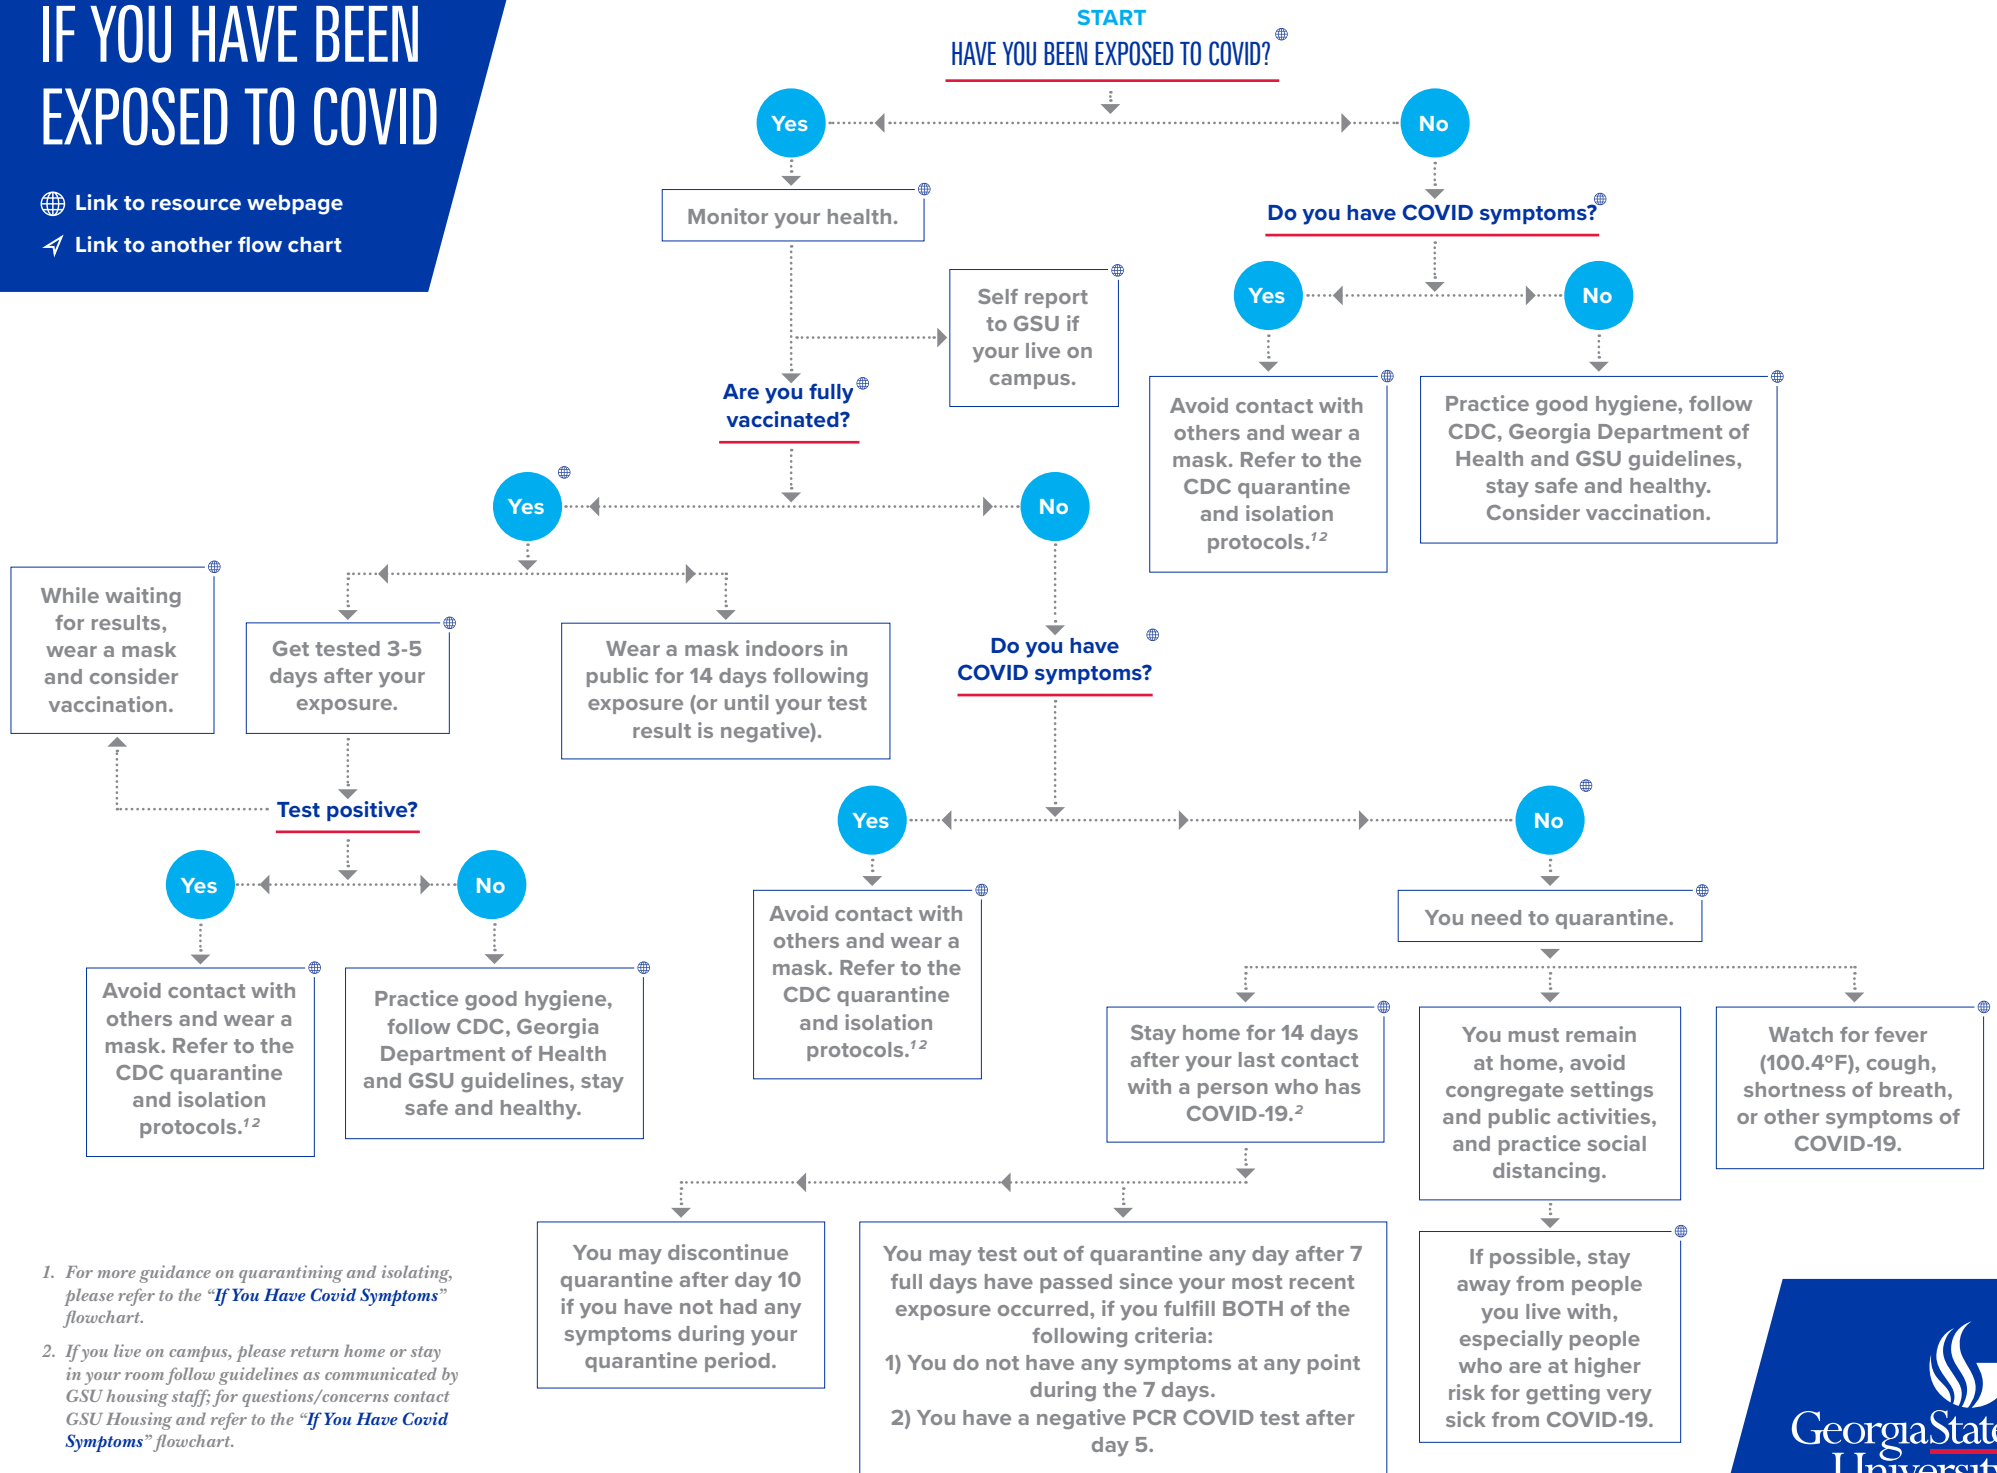 IF YOU HAVE BEEN
EXPOSED TO COVID
Link to resource webpage
Link to another flow chart
START
HAVE YOU BEEN EXPOSED TO COVID?
Yes
No
Monitor your health.
Do you have COVID symptoms?
Self report
to GSU if
your live on
campus.
Yes
No
Avoid contact with
others and wear a
mask. Refer to the
CDC quarantine
and isolation
protocols.¹²
Practice good hygiene, follow
CDC, Georgia Department of
Health and GSU guidelines,
stay safe and healthy.
Consider vaccination.
Are you fully
vaccinated?
Yes
No
While waiting
for results,
wear a mask
and consider
vaccination.
Get tested 3-5
days after your
exposure.
Wear a mask indoors in
public for 14 days following
exposure (or until your test
result is negative).
Do you have
COVID symptoms?
Test positive?
Yes
No
Yes
No
Avoid contact with
others and wear a
mask. Refer to the
CDC quarantine
and isolation
protocols.¹²
Practice good hygiene,
follow CDC, Georgia
Department of Health
and GSU guidelines, stay
safe and healthy.
Avoid contact with
others and wear a
mask. Refer to the
CDC quarantine
and isolation
protocols.¹²
You need to quarantine.
Stay home for 14 days
after your last contact
with a person who has
COVID-19.²
You must remain
at home, avoid
congregate settings
and public activities,
and practice social
distancing.
Watch for fever
(100.4ºF), cough,
shortness of breath,
or other symptoms of
COVID-19.
You may discontinue
quarantine after day 10
if you have not had any
symptoms during your
quarantine period.
You may test out of quarantine any day after 7
full days have passed since your most recent
exposure occurred, if you fulfill BOTH of the
following criteria:
1) You do not have any symptoms at any point
during the 7 days.
2) You have a negative PCR COVID test after
day 5.
If possible, stay
away from people
you live with,
especially people
who are at higher
risk for getting very
sick from COVID-19.
1. For more guidance on quarantining and isolating,
please refer to the “If You Have Covid Symptoms”
flowchart.
2. If you live on campus, please return home or stay
in your room follow guidelines as communicated by
GSU housing staff; for questions/concerns contact
GSU Housing and refer to the “If You Have Covid
Symptoms” flowchart.
GeorgiaState
University